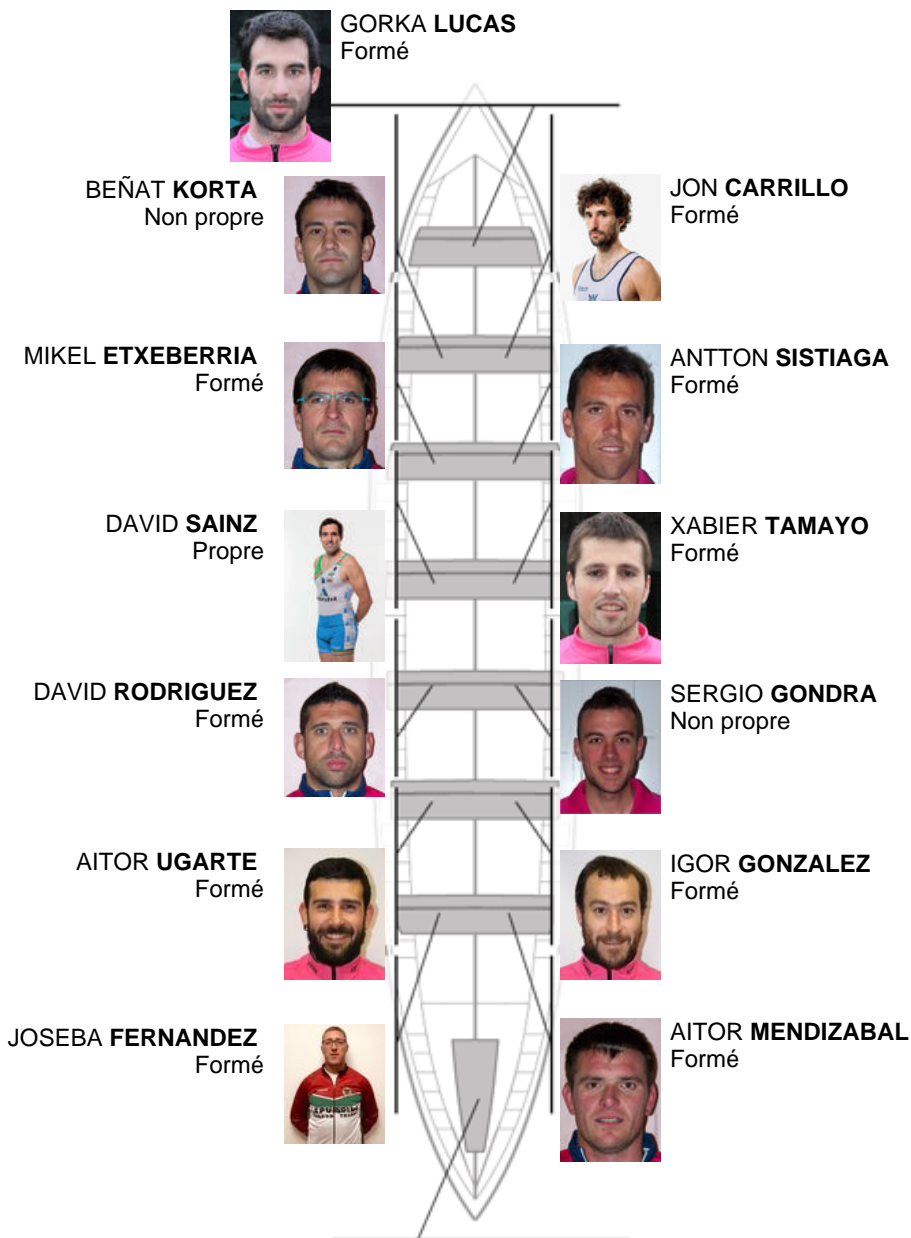 GORKA LUCAS
Formé
BEÑAT KORTA
Non propre
JON CARRILLO
Formé
MIKEL ETXEBERRIA
Formé
ANTTON SISTIAGA
Formé
DAVID SAINZ
Propre
XABIER TAMAYO
Formé
DAVID RODRIGUEZ
Formé
SERGIO GONDRA
Non propre
AITOR UGARTE
Formé
IGOR GONZALEZ
Formé
JOSEBA FERNANDEZ
Formé
AITOR MENDIZABAL
Formé